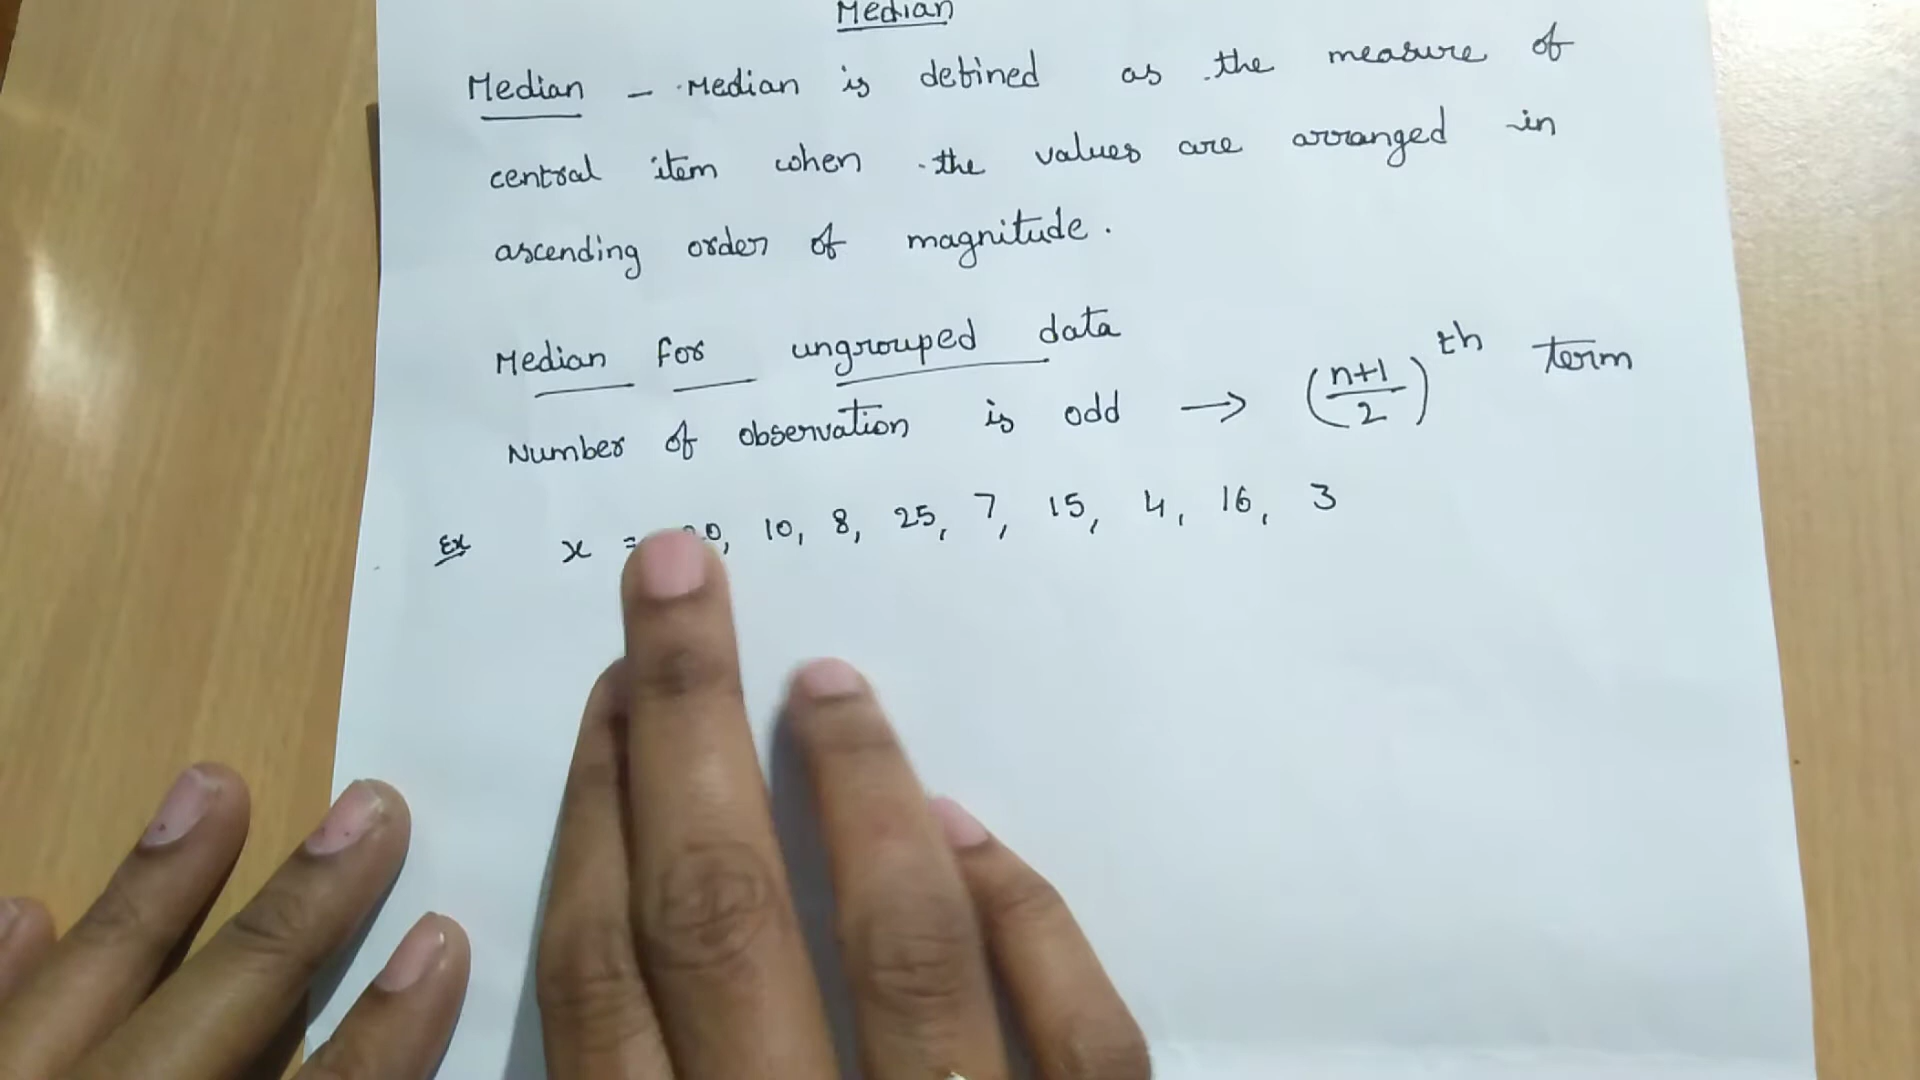 Median
Median - Median is defined as the measure of
central item when the values are arranged in
ascending order of magnitude.
Median for ungrouped data
Number of observation is odd → (n+1/2)th term
Ex x = 10, 8, 25, 7, 15, 4, 16, 3